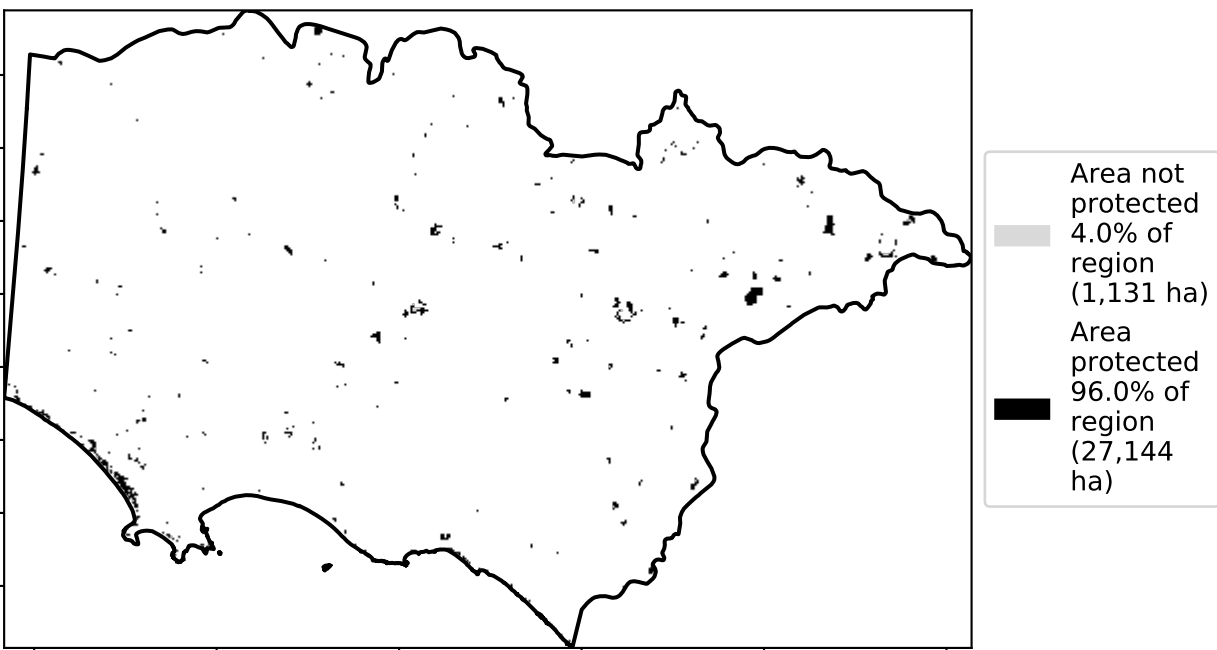 Area not
protected
4.0% of
region
(1,131 ha)
Area
protected
96.0% of
region
(27,144
ha)